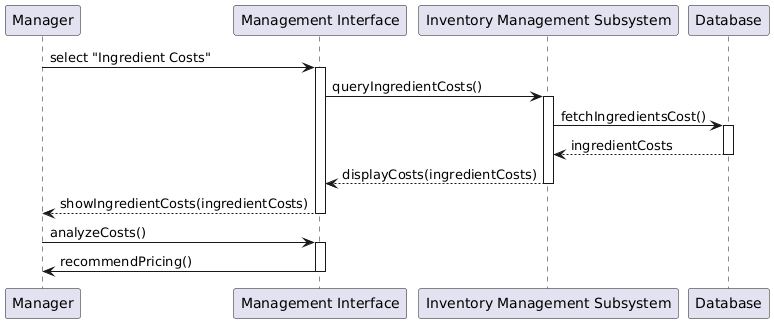 Manager Management Interface Inventory Management Subsystem Database
select "Ingredient Costs"
queryIngredientCosts()
fetchIngredientsCost()
ingredientCosts
displayCosts(ingredientCosts)
showIngredientCosts(ingredientCosts)
analyzeCosts()
recommendPricing()
Manager Management Interface Inventory Management Subsystem Database